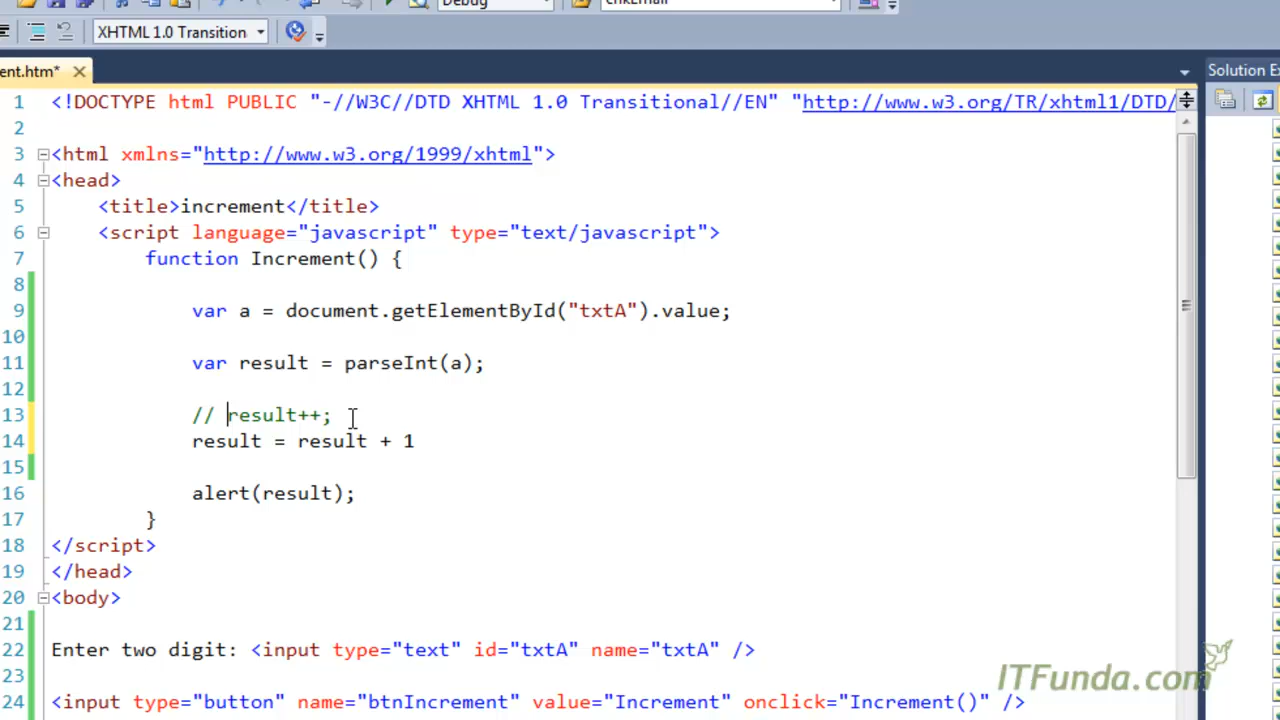 Debug
XHTML 1.0 Transition
ent.htm*
Solution Ex
1 <!DOCTYPE html PUBLIC "-//W3C//DTD XHTML 1.0 Transitional//EN" "http://www.w3.org/TR/xhtml1/DTD/
2
3 <html xmlns="http://www.w3.org/1999/xhtml">
4 <head>
5 <title>increment</title>
6 <script language="javascript" type="text/javascript">
7 function Increment() {
8
9 var a = document.getElementById("txtA").value;
10
11 var result = parseInt(a);
12
13 // result++;
14 result = result + 1
15
16 alert(result);
17 }
18 </script>
19 </head>
20 <body>
21
22 Enter two digit: <input type="text" id="txtA" name="txtA" />
23
24 <input type="button" name="btnIncrement" value="Increment" onclick="Increment()" />
ITFunda.com